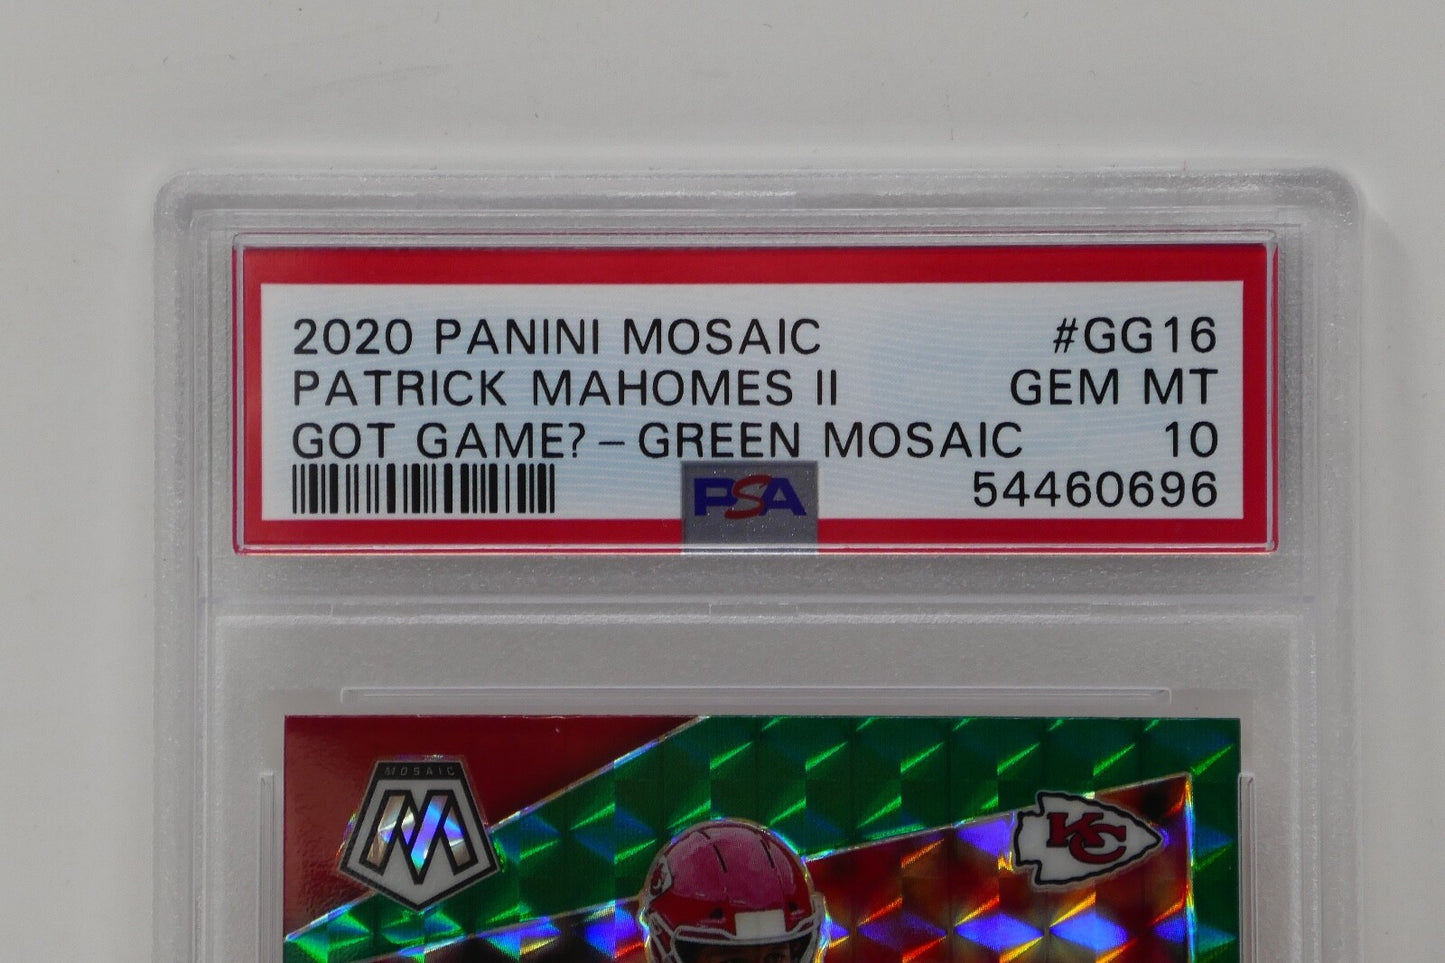 2020 PANINI MOSAIC #GG16
PATRICK MAHOMES II GEM MT
GOT GAME? – GREEN MOSAIC 10
PSA 54460696
MOSAIC
M
KC